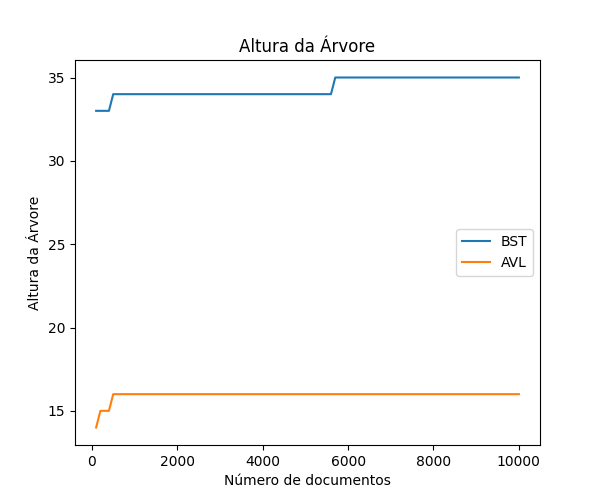 Altura da Árvore
35
30
25
20
15
Altura da Árvore
BST
AVL
0 2000 4000 6000 8000 10000
Número de documentos